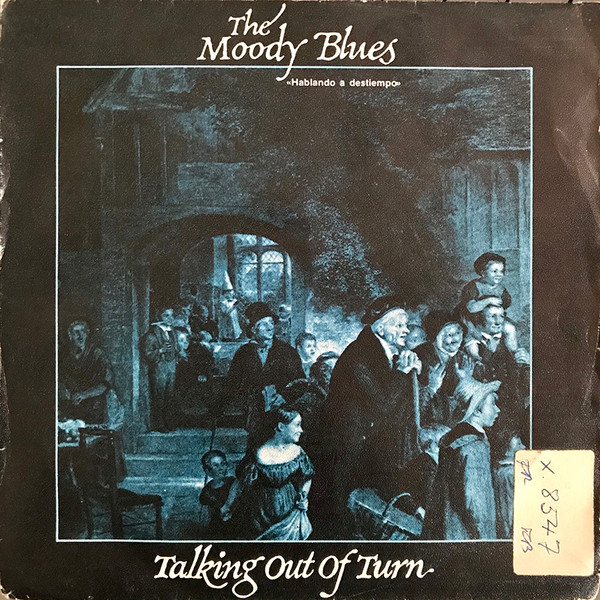 The
Moody Blues
«Hablando a destiempo»
Talking Out Of Turn
x. 8547